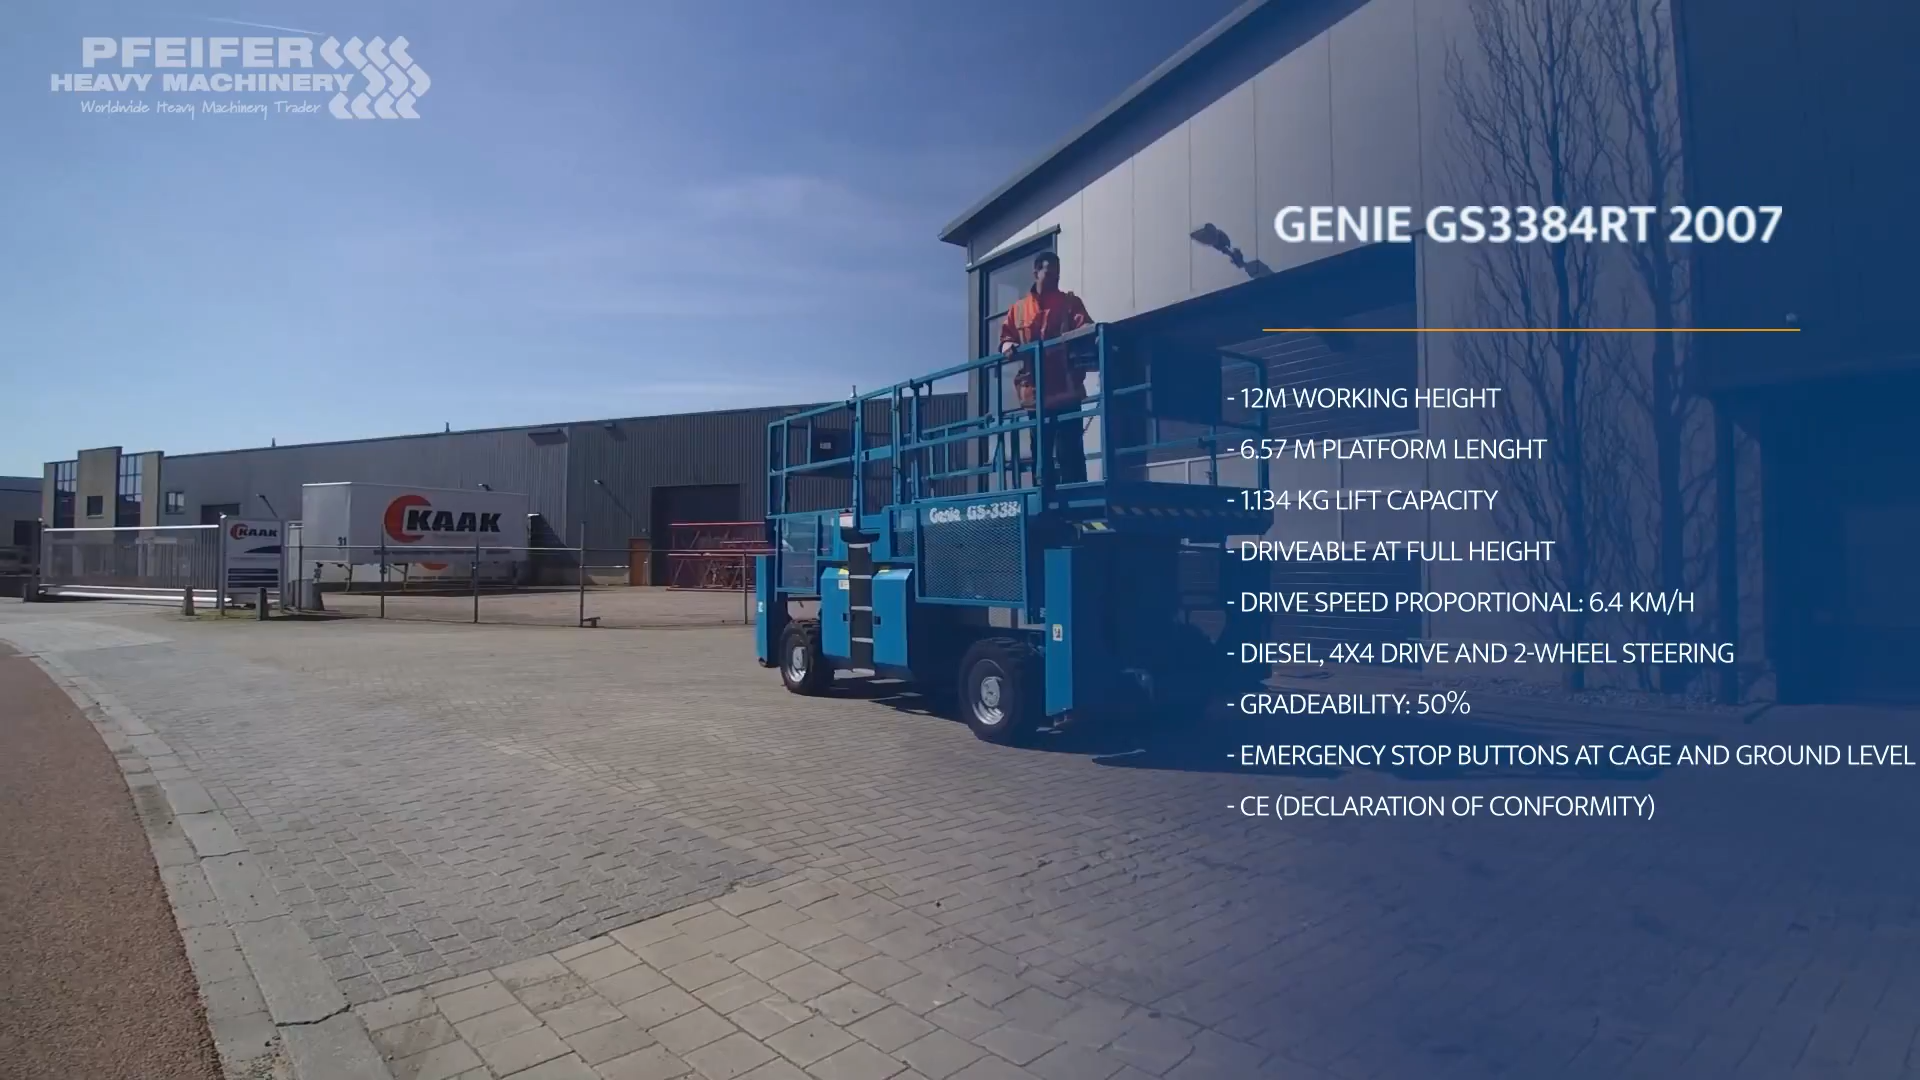 PFEIFER
HEAVY MACHINERY
Worldwide Heavy Machinery Trader
GENIE GS3384RT 2007
- 12M WORKING HEIGHT
- 6.57 M PLATFORM LENGHT
- 1.134 KG LIFT CAPACITY
- DRIVEABLE AT FULL HEIGHT
- DRIVE SPEED PROPORTIONAL: 6.4 KM/H
- DIESEL, 4X4 DRIVE AND 2-WHEEL STEERING
- GRADEABILITY: 50%
- EMERGENCY STOP BUTTONS AT CAGE AND GROUND LEVEL
- CE (DECLARATION OF CONFORMITY)
Genie GS-3384
KAAK
31
KAAK